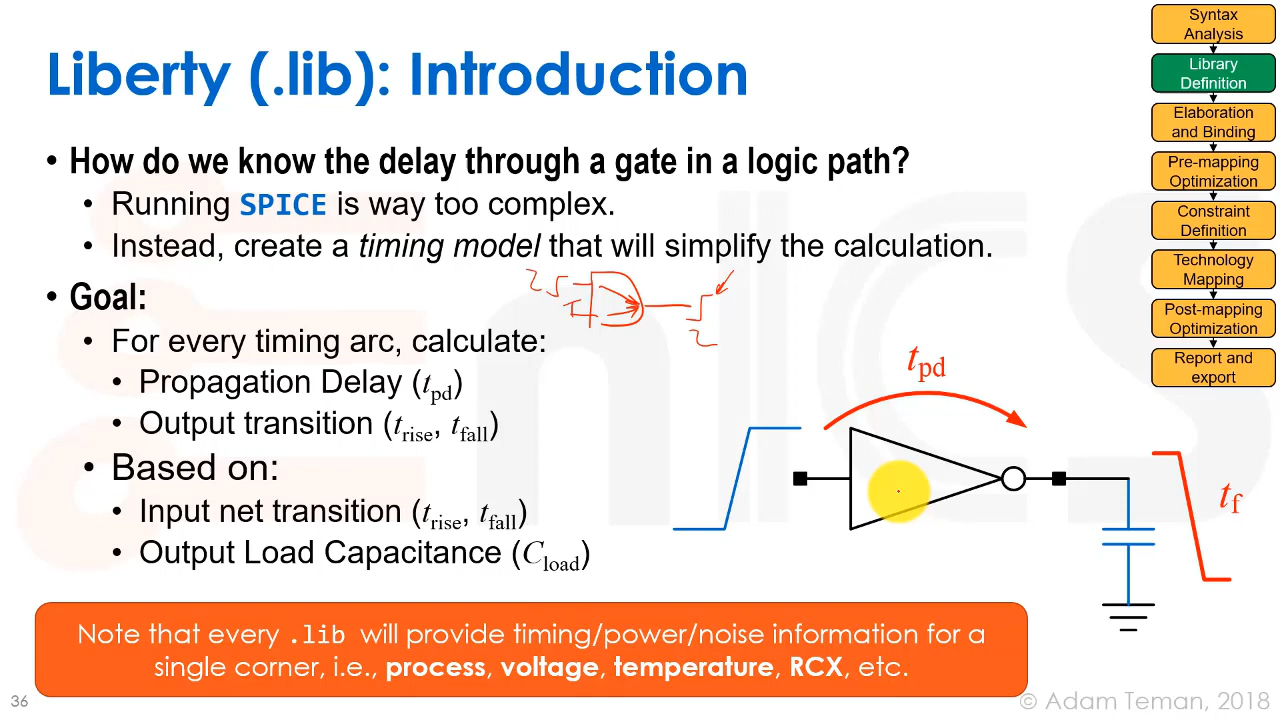 Liberty (.lib): Introduction
• How do we know the delay through a gate in a logic path?
• Running SPICE is way too complex.
• Instead, create a timing model that will simplify the calculation.
• Goal:
• For every timing arc, calculate:
• Propagation Delay (tpd)
• Output transition (trise, tfall)
• Based on:
• Input net transition (trise, tfall)
• Output Load Capacitance (Cload)
tpd
tf
Note that every .lib will provide timing/power/noise information for a
single corner, i.e., process, voltage, temperature, RCX, etc.
Syntax
Analysis
Library
Definition
Elaboration
and Binding
Pre-mapping
Optimization
Constraint
Definition
Technology
Mapping
Post-mapping
Optimization
Report and
export
36
© Adam Teman, 2018